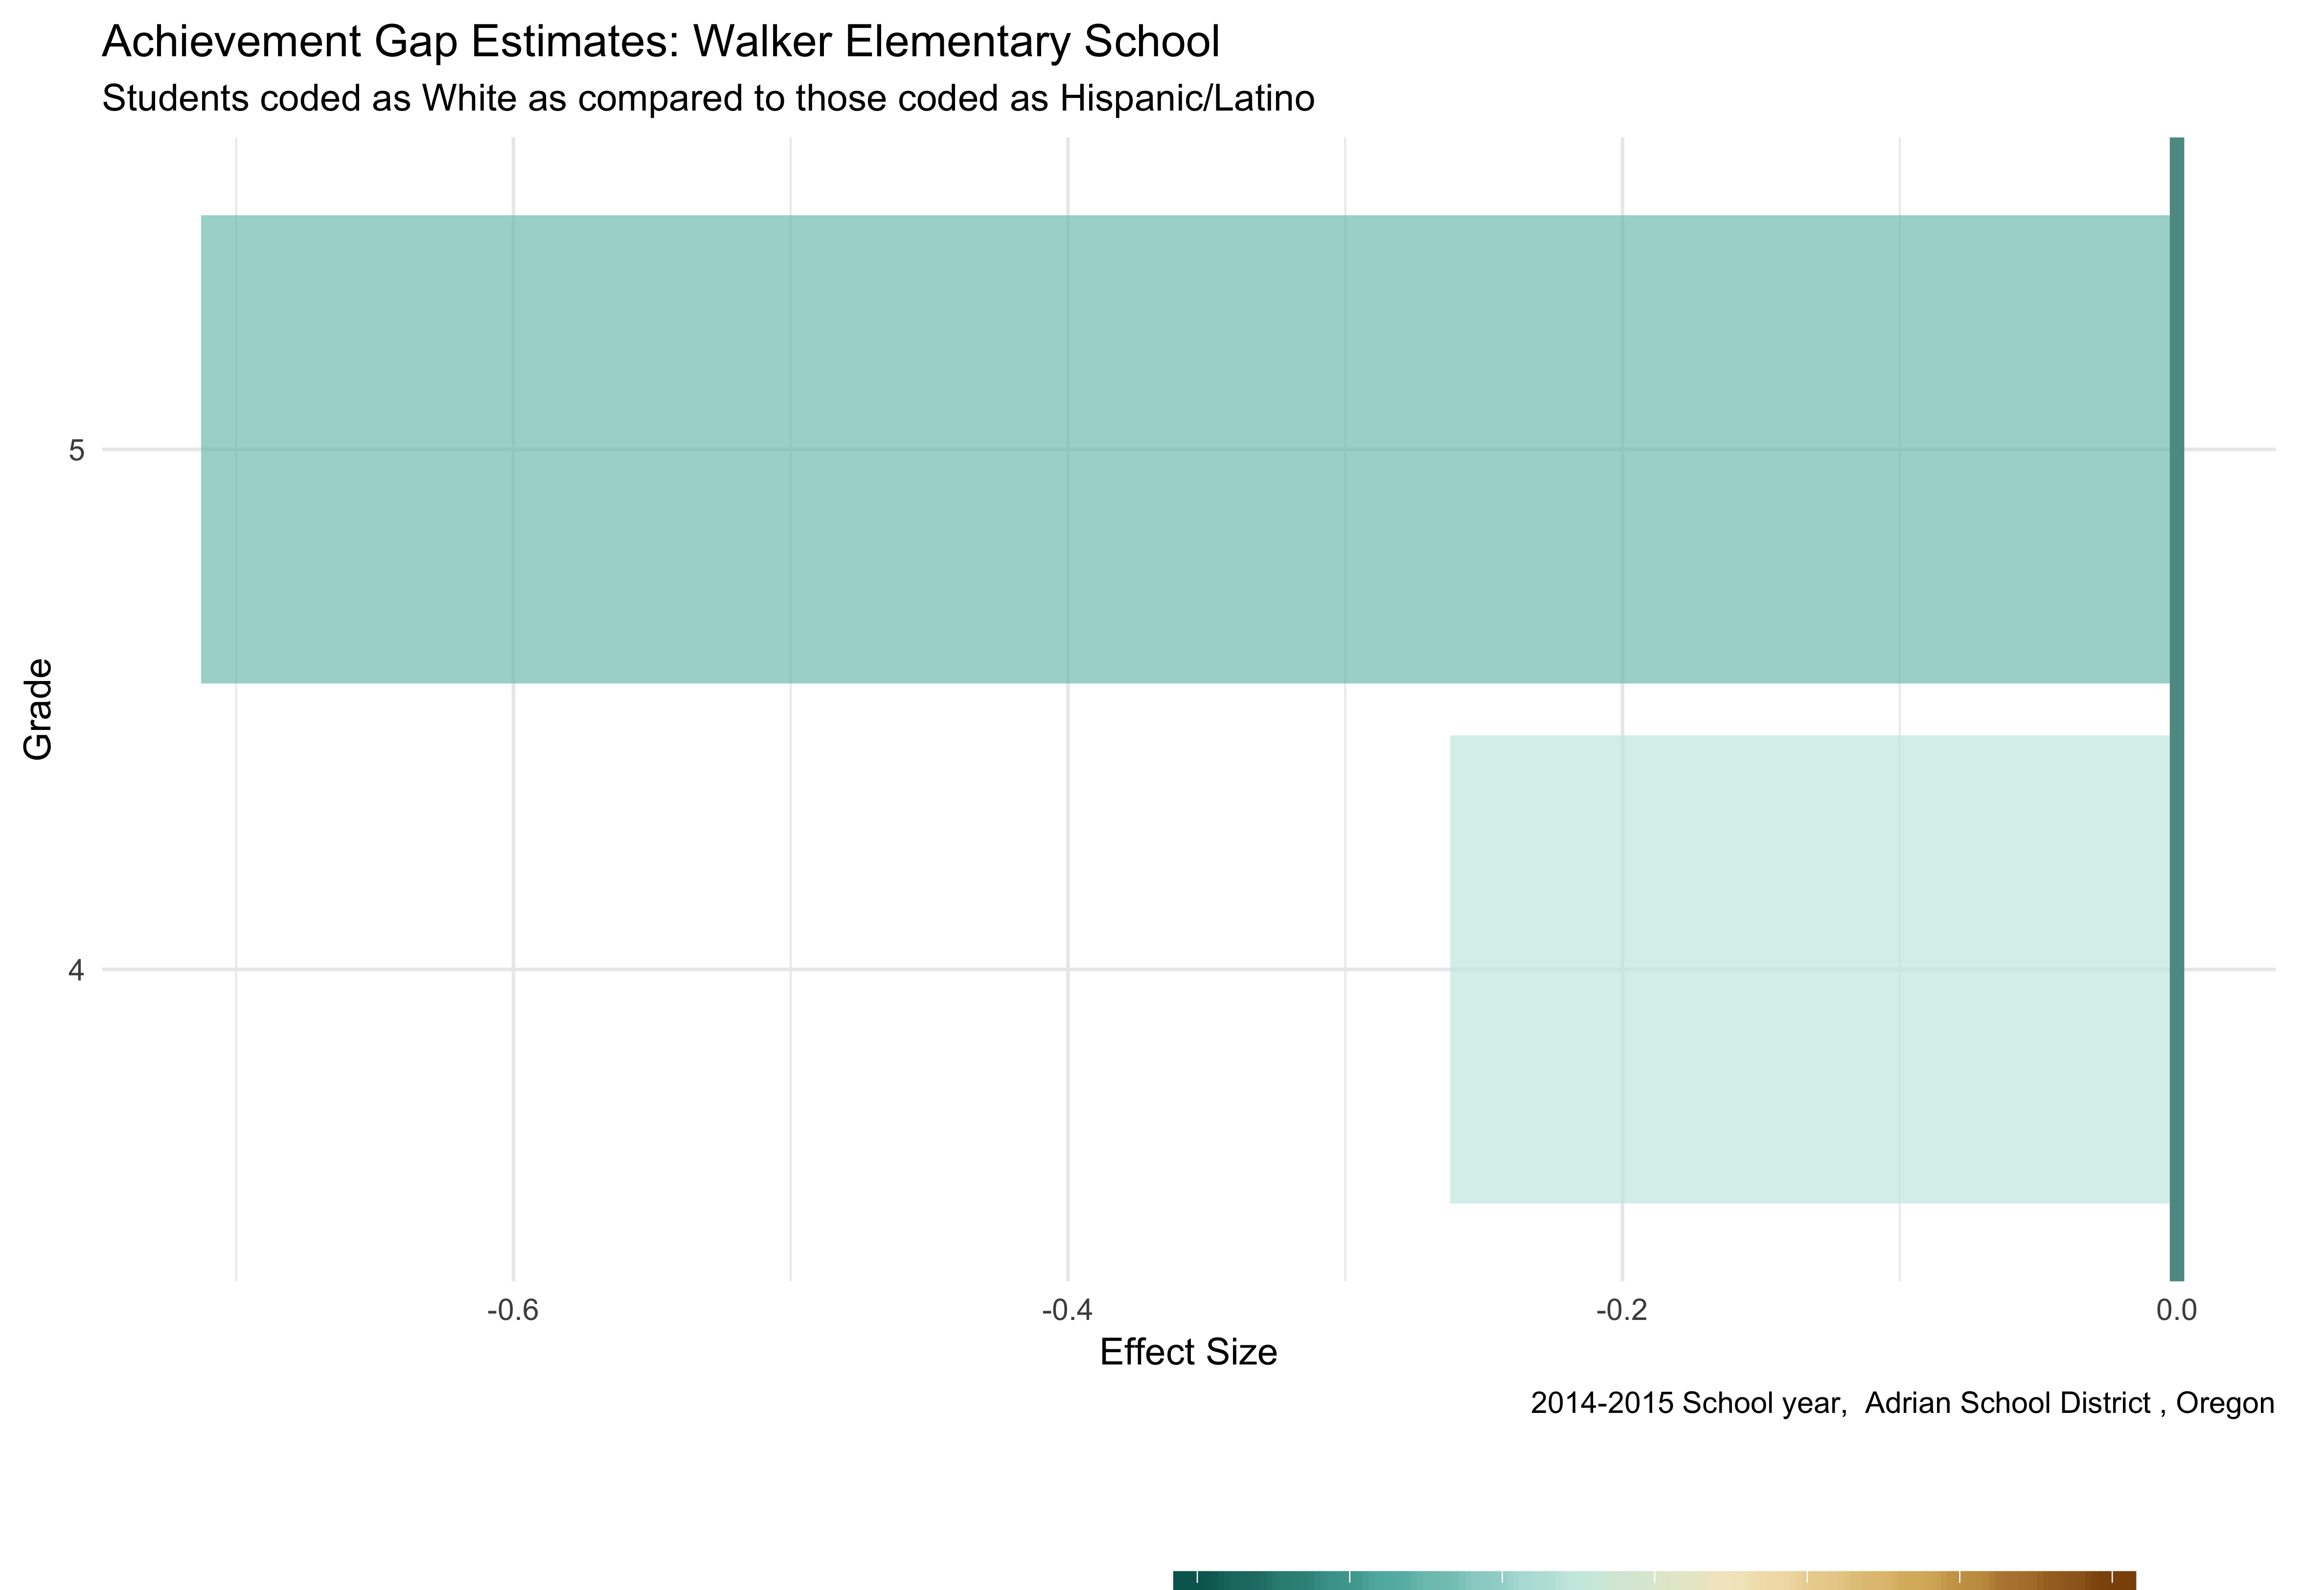 Achievement Gap Estimates: Walker Elementary School
Students coded as White as compared to those coded as Hispanic/Latino
5
Grade
4
-0.6 -0.4 -0.2 0.0
Effect Size
2014-2015 School year,  Adrian School District , Oregon